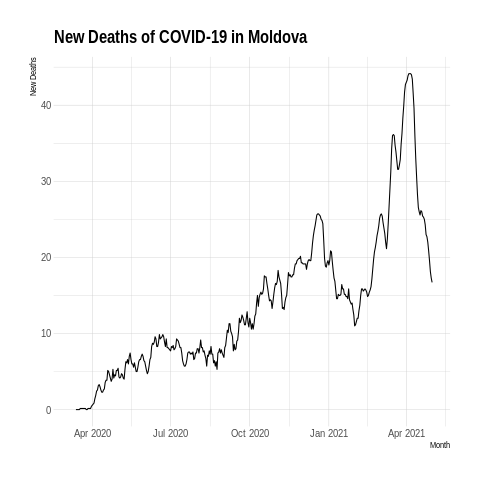 New Deaths of COVID-19 in Moldova
New Deaths
40
30
20
10
0
Apr 2020 Jul 2020 Oct 2020 Jan 2021 Apr 2021
Month